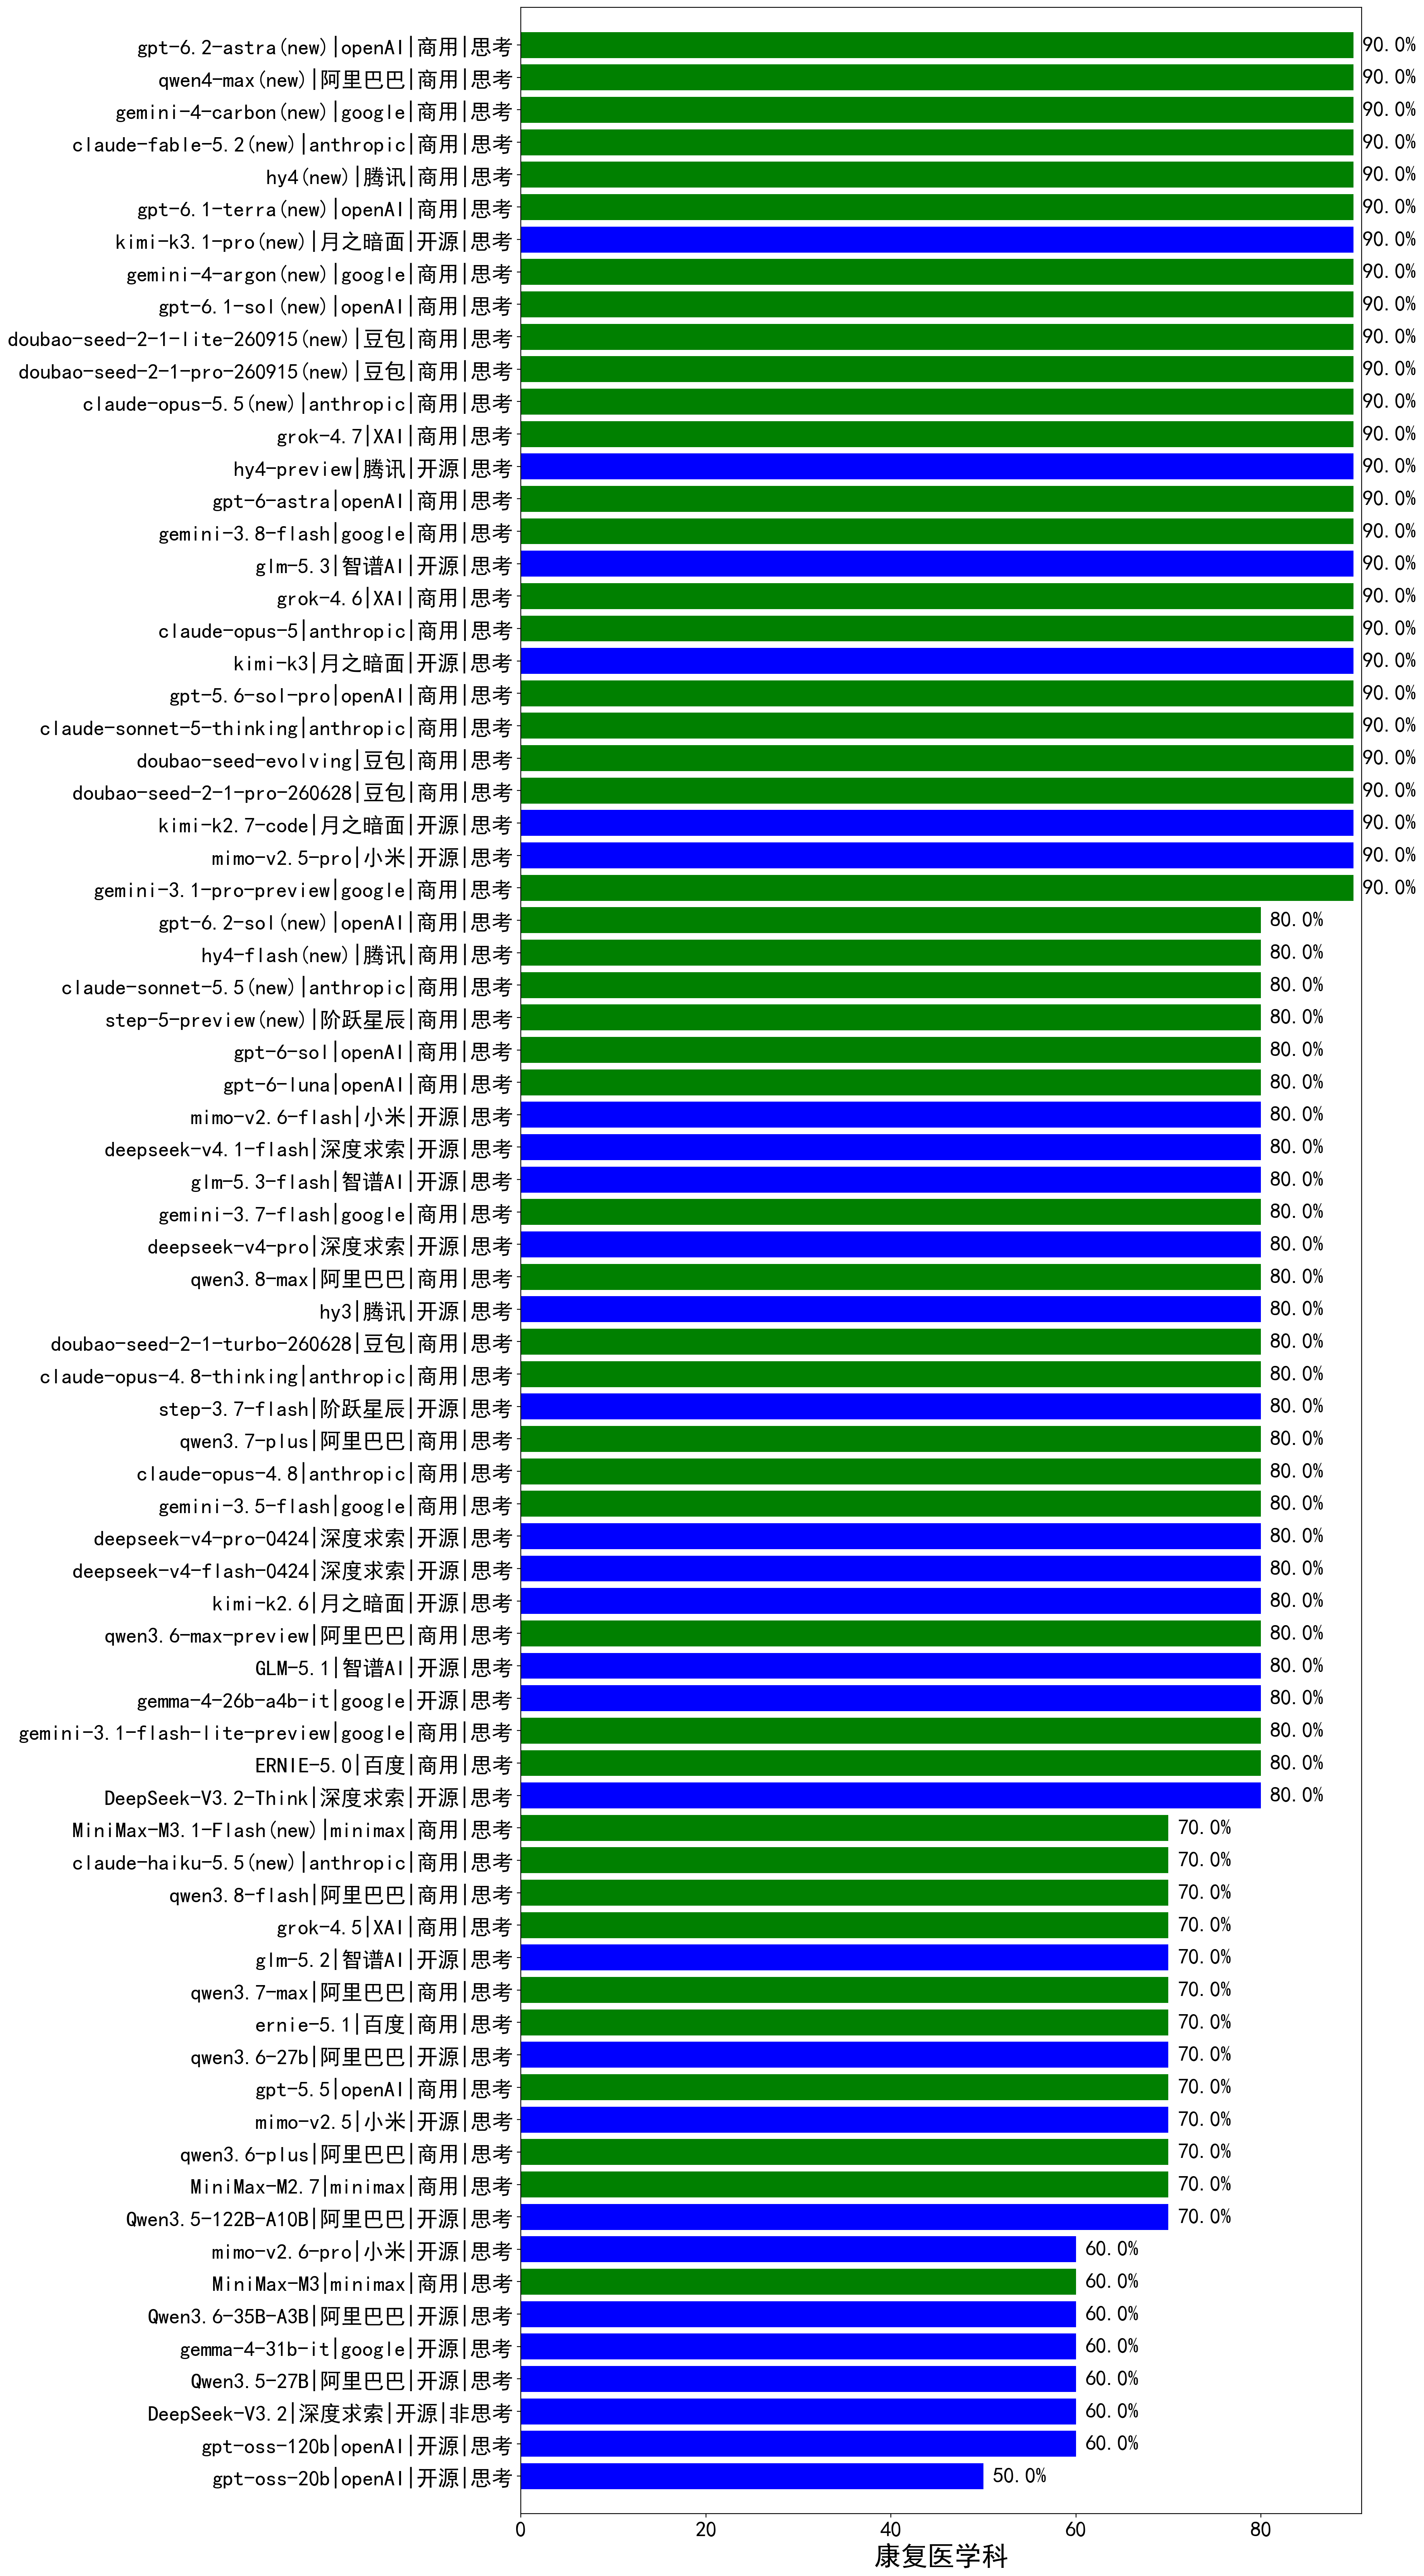 gpt-6.2-astra(new)|openAI|商用|思考 90.0%
qwen4-max(new)|阿里巴巴|商用|思考 90.0%
gemini-4-carbon(new)|google|商用|思考 90.0%
claude-fable-5.2(new)|anthropic|商用|思考 90.0%
hy4(new)|腾讯|商用|思考 90.0%
gpt-6.1-terra(new)|openAI|商用|思考 90.0%
kimi-k3.1-pro(new)|月之暗面|开源|思考 90.0%
gemini-4-argon(new)|google|商用|思考 90.0%
gpt-6.1-sol(new)|openAI|商用|思考 90.0%
doubao-seed-2-1-lite-260915(new)|豆包|商用|思考 90.0%
doubao-seed-2-1-pro-260915(new)|豆包|商用|思考 90.0%
claude-opus-5.5(new)|anthropic|商用|思考 90.0%
grok-4.7|XAI|商用|思考 90.0%
hy4-preview|腾讯|开源|思考 90.0%
gpt-6-astra|openAI|商用|思考 90.0%
gemini-3.8-flash|google|商用|思考 90.0%
glm-5.3|智谱AI|开源|思考 90.0%
grok-4.6|XAI|商用|思考 90.0%
claude-opus-5|anthropic|商用|思考 90.0%
kimi-k3|月之暗面|开源|思考 90.0%
gpt-5.6-sol-pro|openAI|商用|思考 90.0%
claude-sonnet-5-thinking|anthropic|商用|思考 90.0%
doubao-seed-evolving|豆包|商用|思考 90.0%
doubao-seed-2-1-pro-260628|豆包|商用|思考 90.0%
kimi-k2.7-code|月之暗面|开源|思考 90.0%
mimo-v2.5-pro|小米|开源|思考 90.0%
gemini-3.1-pro-preview|google|商用|思考 90.0%
gpt-6.2-sol(new)|openAI|商用|思考 80.0%
hy4-flash(new)|腾讯|商用|思考 80.0%
claude-sonnet-5.5(new)|anthropic|商用|思考 80.0%
step-5-preview(new)|阶跃星辰|商用|思考 80.0%
gpt-6-sol|openAI|商用|思考 80.0%
gpt-6-luna|openAI|商用|思考 80.0%
mimo-v2.6-flash|小米|开源|思考 80.0%
deepseek-v4.1-flash|深度求索|开源|思考 80.0%
glm-5.3-flash|智谱AI|开源|思考 80.0%
gemini-3.7-flash|google|商用|思考 80.0%
deepseek-v4-pro|深度求索|开源|思考 80.0%
qwen3.8-max|阿里巴巴|商用|思考 80.0%
hy3|腾讯|开源|思考 80.0%
doubao-seed-2-1-turbo-260628|豆包|商用|思考 80.0%
claude-opus-4.8-thinking|anthropic|商用|思考 80.0%
step-3.7-flash|阶跃星辰|开源|思考 80.0%
qwen3.7-plus|阿里巴巴|商用|思考 80.0%
claude-opus-4.8|anthropic|商用|思考 80.0%
gemini-3.5-flash|google|商用|思考 80.0%
deepseek-v4-pro-0424|深度求索|开源|思考 80.0%
deepseek-v4-flash-0424|深度求索|开源|思考 80.0%
kimi-k2.6|月之暗面|开源|思考 80.0%
qwen3.6-max-preview|阿里巴巴|商用|思考 80.0%
GLM-5.1|智谱AI|开源|思考 80.0%
gemma-4-26b-a4b-it|google|开源|思考 80.0%
gemini-3.1-flash-lite-preview|google|商用|思考 80.0%
ERNIE-5.0|百度|商用|思考 80.0%
DeepSeek-V3.2-Think|深度求索|开源|思考 80.0%
MiniMax-M3.1-Flash(new)|minimax|商用|思考 70.0%
claude-haiku-5.5(new)|anthropic|商用|思考 70.0%
qwen3.8-flash|阿里巴巴|商用|思考 70.0%
grok-4.5|XAI|商用|思考 70.0%
glm-5.2|智谱AI|开源|思考 70.0%
qwen3.7-max|阿里巴巴|商用|思考 70.0%
ernie-5.1|百度|商用|思考 70.0%
qwen3.6-27b|阿里巴巴|开源|思考 70.0%
gpt-5.5|openAI|商用|思考 70.0%
mimo-v2.5|小米|开源|思考 70.0%
qwen3.6-plus|阿里巴巴|商用|思考 70.0%
MiniMax-M2.7|minimax|商用|思考 70.0%
Qwen3.5-122B-A10B|阿里巴巴|开源|思考 70.0%
mimo-v2.6-pro|小米|开源|思考 60.0%
MiniMax-M3|minimax|商用|思考 60.0%
Qwen3.6-35B-A3B|阿里巴巴|开源|思考 60.0%
gemma-4-31b-it|google|开源|思考 60.0%
Qwen3.5-27B|阿里巴巴|开源|思考 60.0%
DeepSeek-V3.2|深度求索|开源|非思考 60.0%
gpt-oss-120b|openAI|开源|思考 60.0%
gpt-oss-20b|openAI|开源|思考 50.0%
0 20 40 60 80
康复医学科